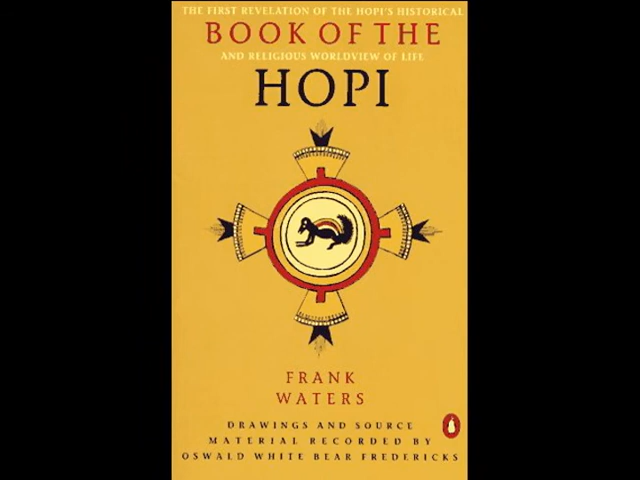 THE FIRST REVELATION OF THE HOPI'S HISTORICAL
BOOK OF THE
AND RELIGIOUS WORLDVIEW OF LIFE
HOPI
FRANK
WATERS
DRAWINGS AND SOURCE
MATERIAL RECORDED BY
OSWALD WHITE BEAR FREDERICKS